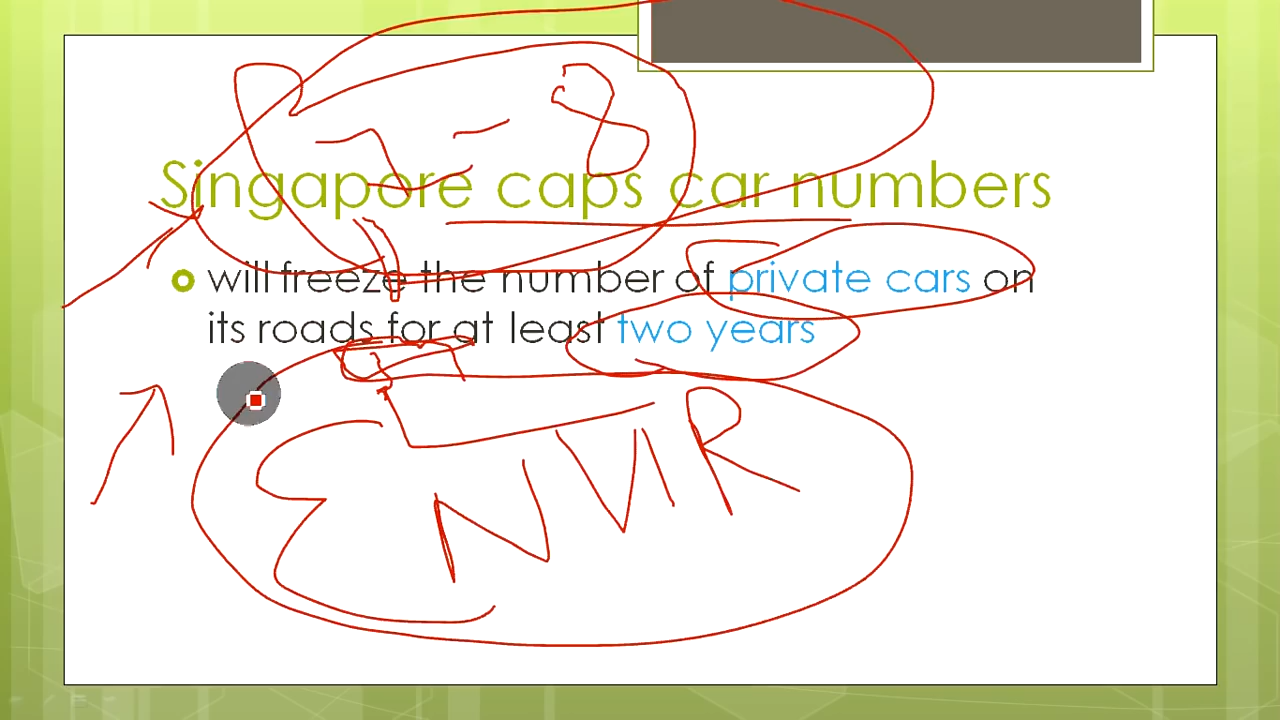 Singapore caps car numbers
will freeze the number of private cars on
its roads for at least two years
ENVIR